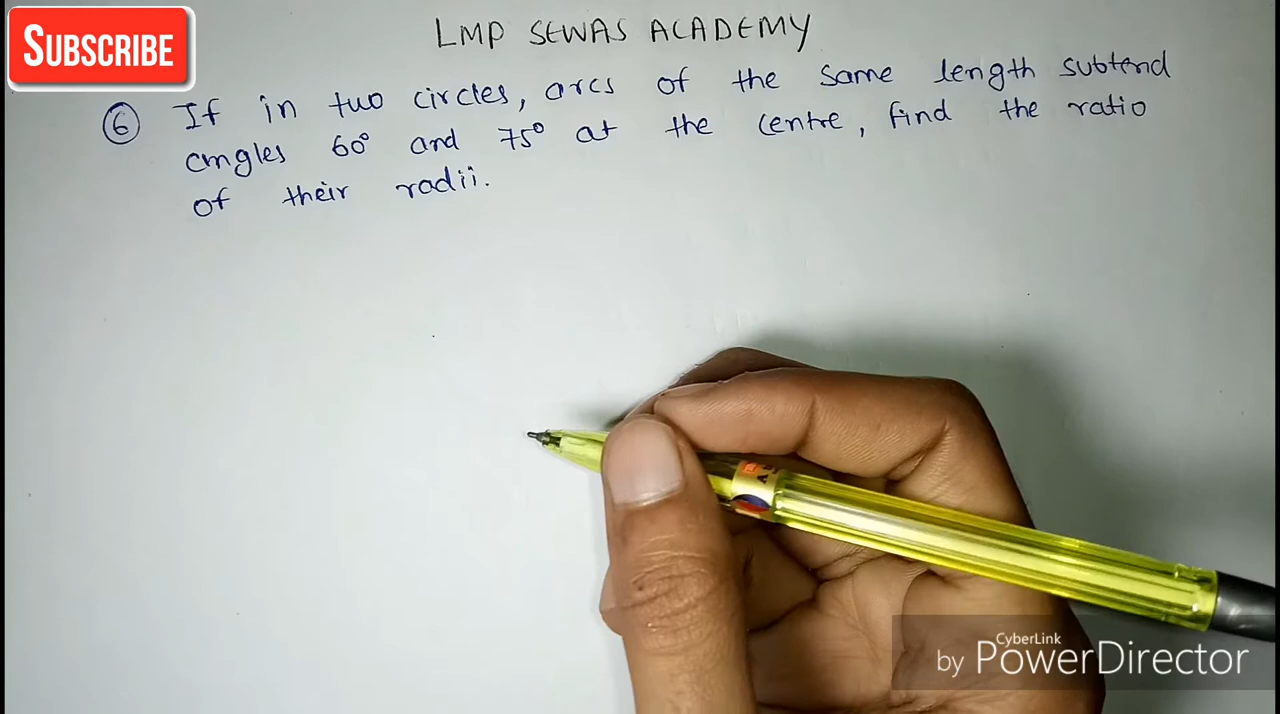 SUBSCRIBE
LMP SEWAS ACADEMY
6 If in two circles, arcs of the same length subtend
angles 60° and 75° at the centre, find the ratio
of their radii.
CyberLink
by PowerDirector